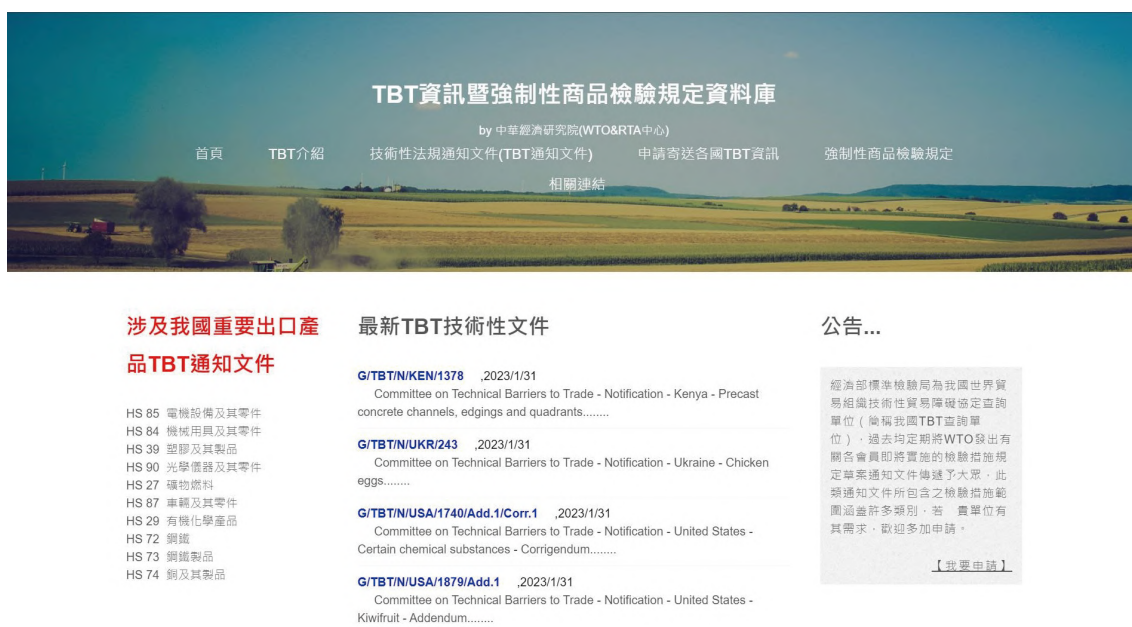 TBT資訊暨強制性商品檢驗規定資料庫
by 中華經濟研究院(WTO&RTA中心)
首頁 TBT介紹 技術性法規通知文件(TBT通知文件) 申請寄送各國TBT資訊 強制性商品檢驗規定
相關連結
涉及我國重要出口產
品TBT通知文件
HS 85 電機設備及其零件
HS 84 機械用具及其零件
HS 39 塑膠及其製品
HS 90 光學儀器及其零件
HS 27 礦物燃料
HS 87 車輛及其零件
HS 29 有機化學產品
HS 72 鋼鐵
HS 73 鋼鐵製品
HS 74 銅及其製品
最新TBT技術性文件
G/TBT/N/KEN/1378 ,2023/1/31
Committee on Technical Barriers to Trade - Notification - Kenya - Precast
concrete channels, edgings and quadrants........
G/TBT/N/UKR/243 ,2023/1/31
Committee on Technical Barriers to Trade - Notification - Ukraine - Chicken
eggs........
G/TBT/N/USA/1740/Add.1/Corr.1 ,2023/1/31
Committee on Technical Barriers to Trade - Notification - United States -
Certain chemical substances - Corrigendum........
G/TBT/N/USA/1879/Add.1 ,2023/1/31
Committee on Technical Barriers to Trade - Notification - United States -
Kiwifruit - Addendum........
公告...
經濟部標準檢驗局為我國世界貿
易組織技術性貿易障礙協定查詢
單位（簡稱我國TBT查詢單
位），過去均定期將WTO發出有
關各會員即將實施的檢驗措施規
定草案通知文件傳遞予大眾，此
類通知文件所包含之檢驗措施範
圍涵蓋許多類別，若　貴單位有
其需求，歡迎多加申請。
【我要申請】